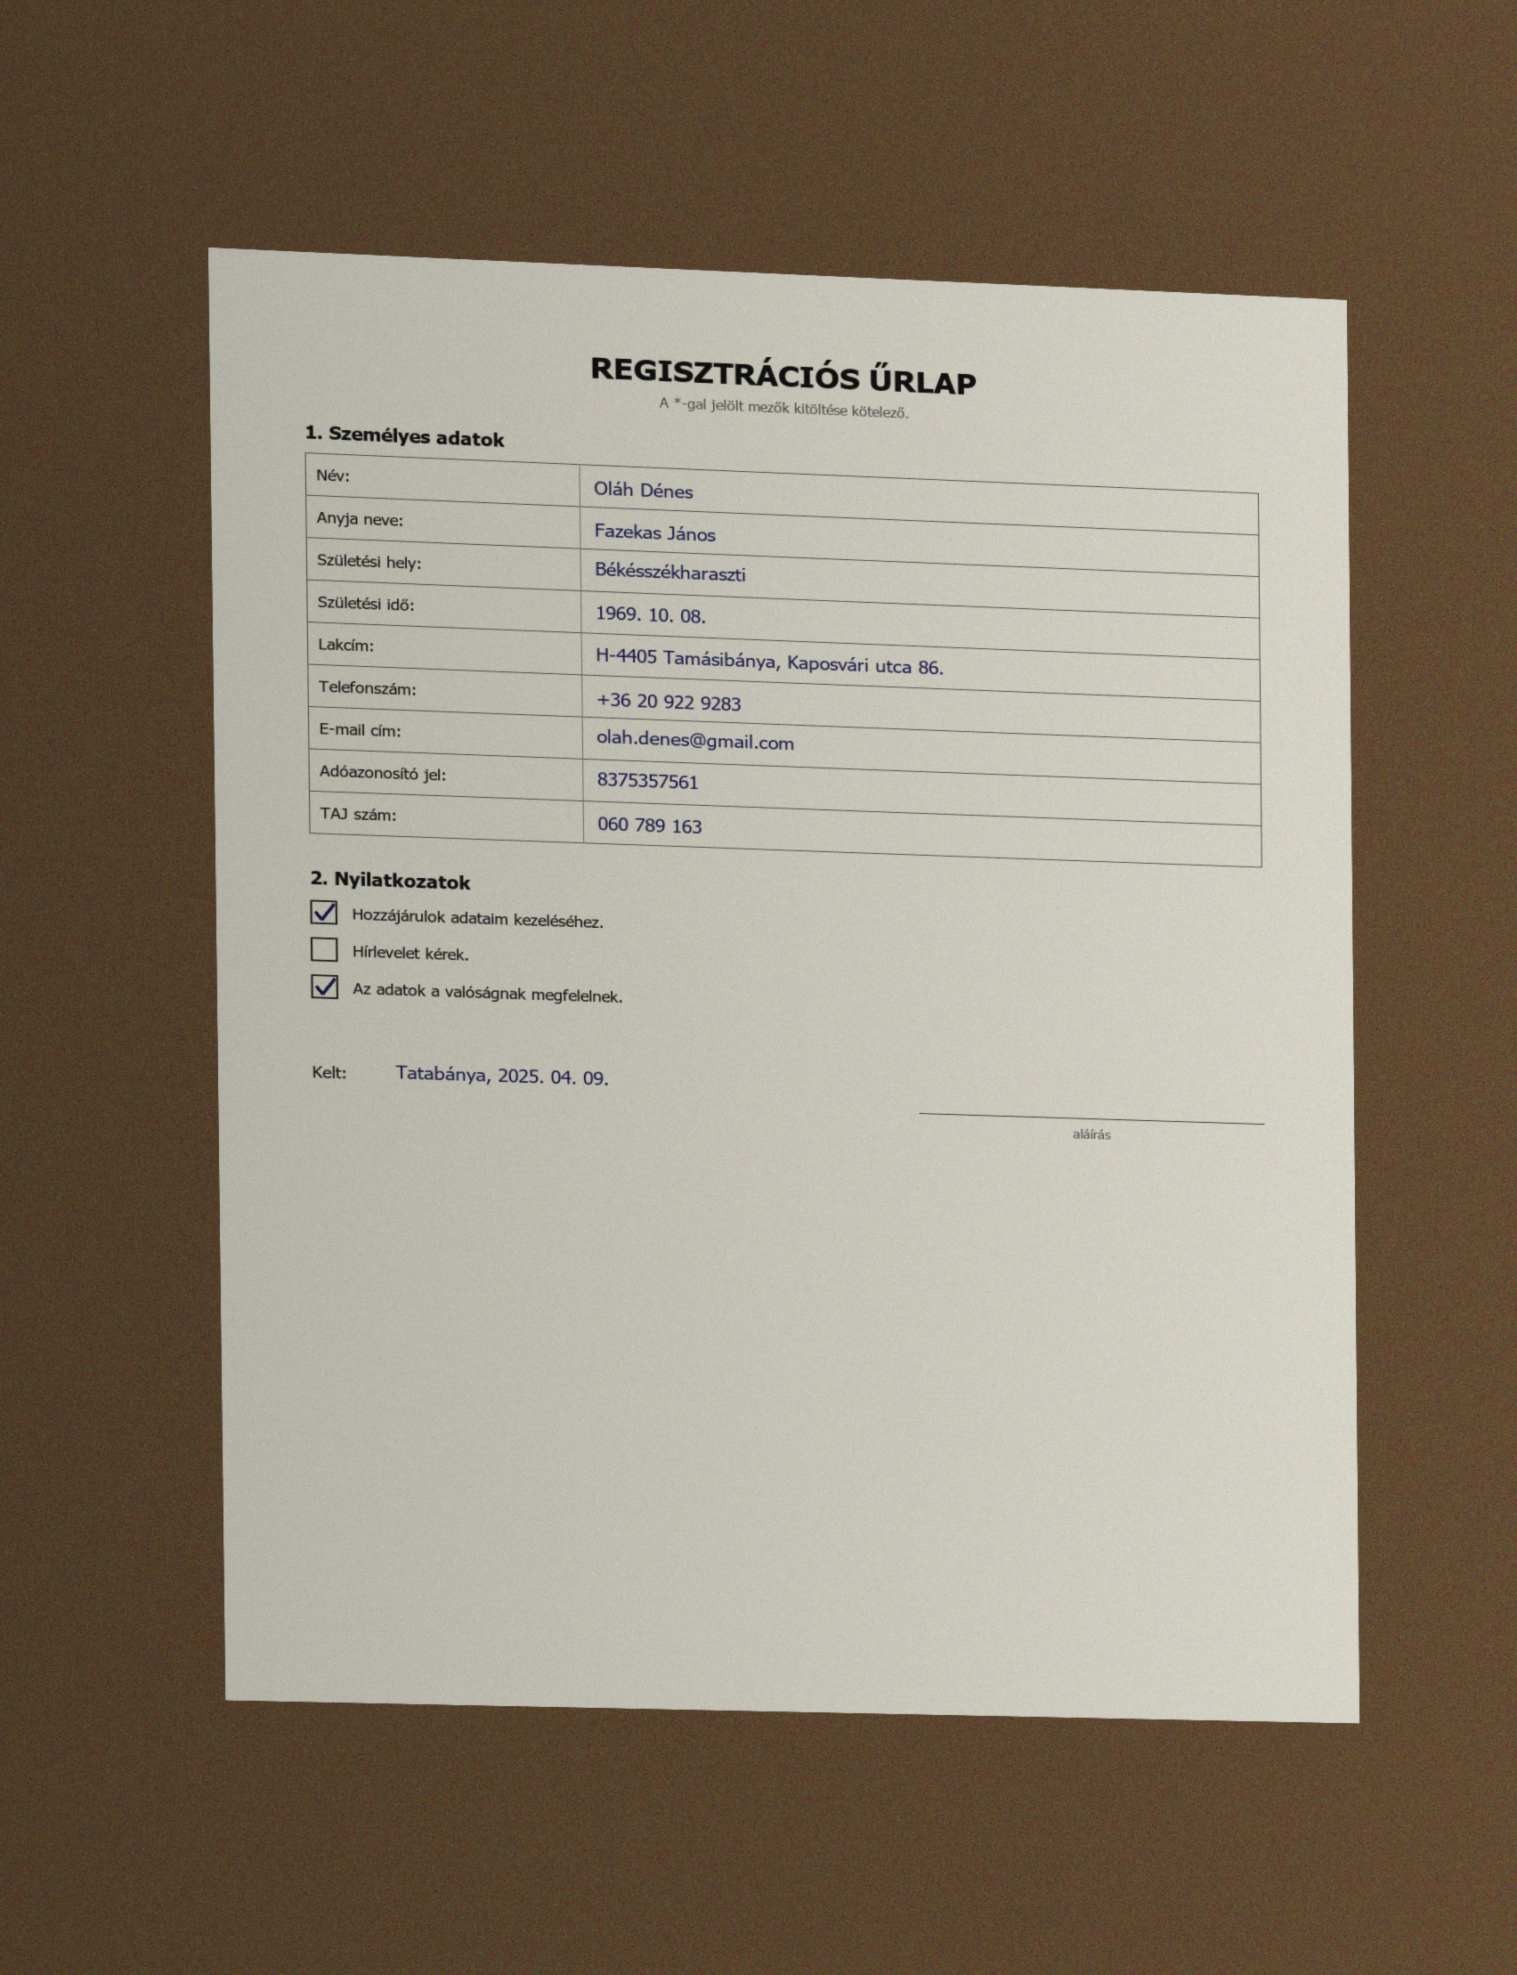 REGISZTRÁCIÓS ŰRLAP
A *-gal jelölt mezők kitöltése kötelező.
1. Személyes adatok
Név: Oláh Dénes
Anyja neve: Fazekas János
Születési hely: Békésszékharaszti
Születési idő: 1969. 10. 08.
Lakcím: H-4405 Tamásibánya, Kaposvári utca 86.
Telefonszám: +36 20 922 9283
E-mail cím: olah.denes@gmail.com
Adóazonosító jel: 8375357561
TAJ szám: 060 789 163
2. Nyilatkozatok
Hozzájárulok adataim kezeléséhez.
Hírlevelet kérek.
Az adatok a valóságnak megfelelnek.
Kelt: Tatabánya, 2025. 04. 09.
aláírás